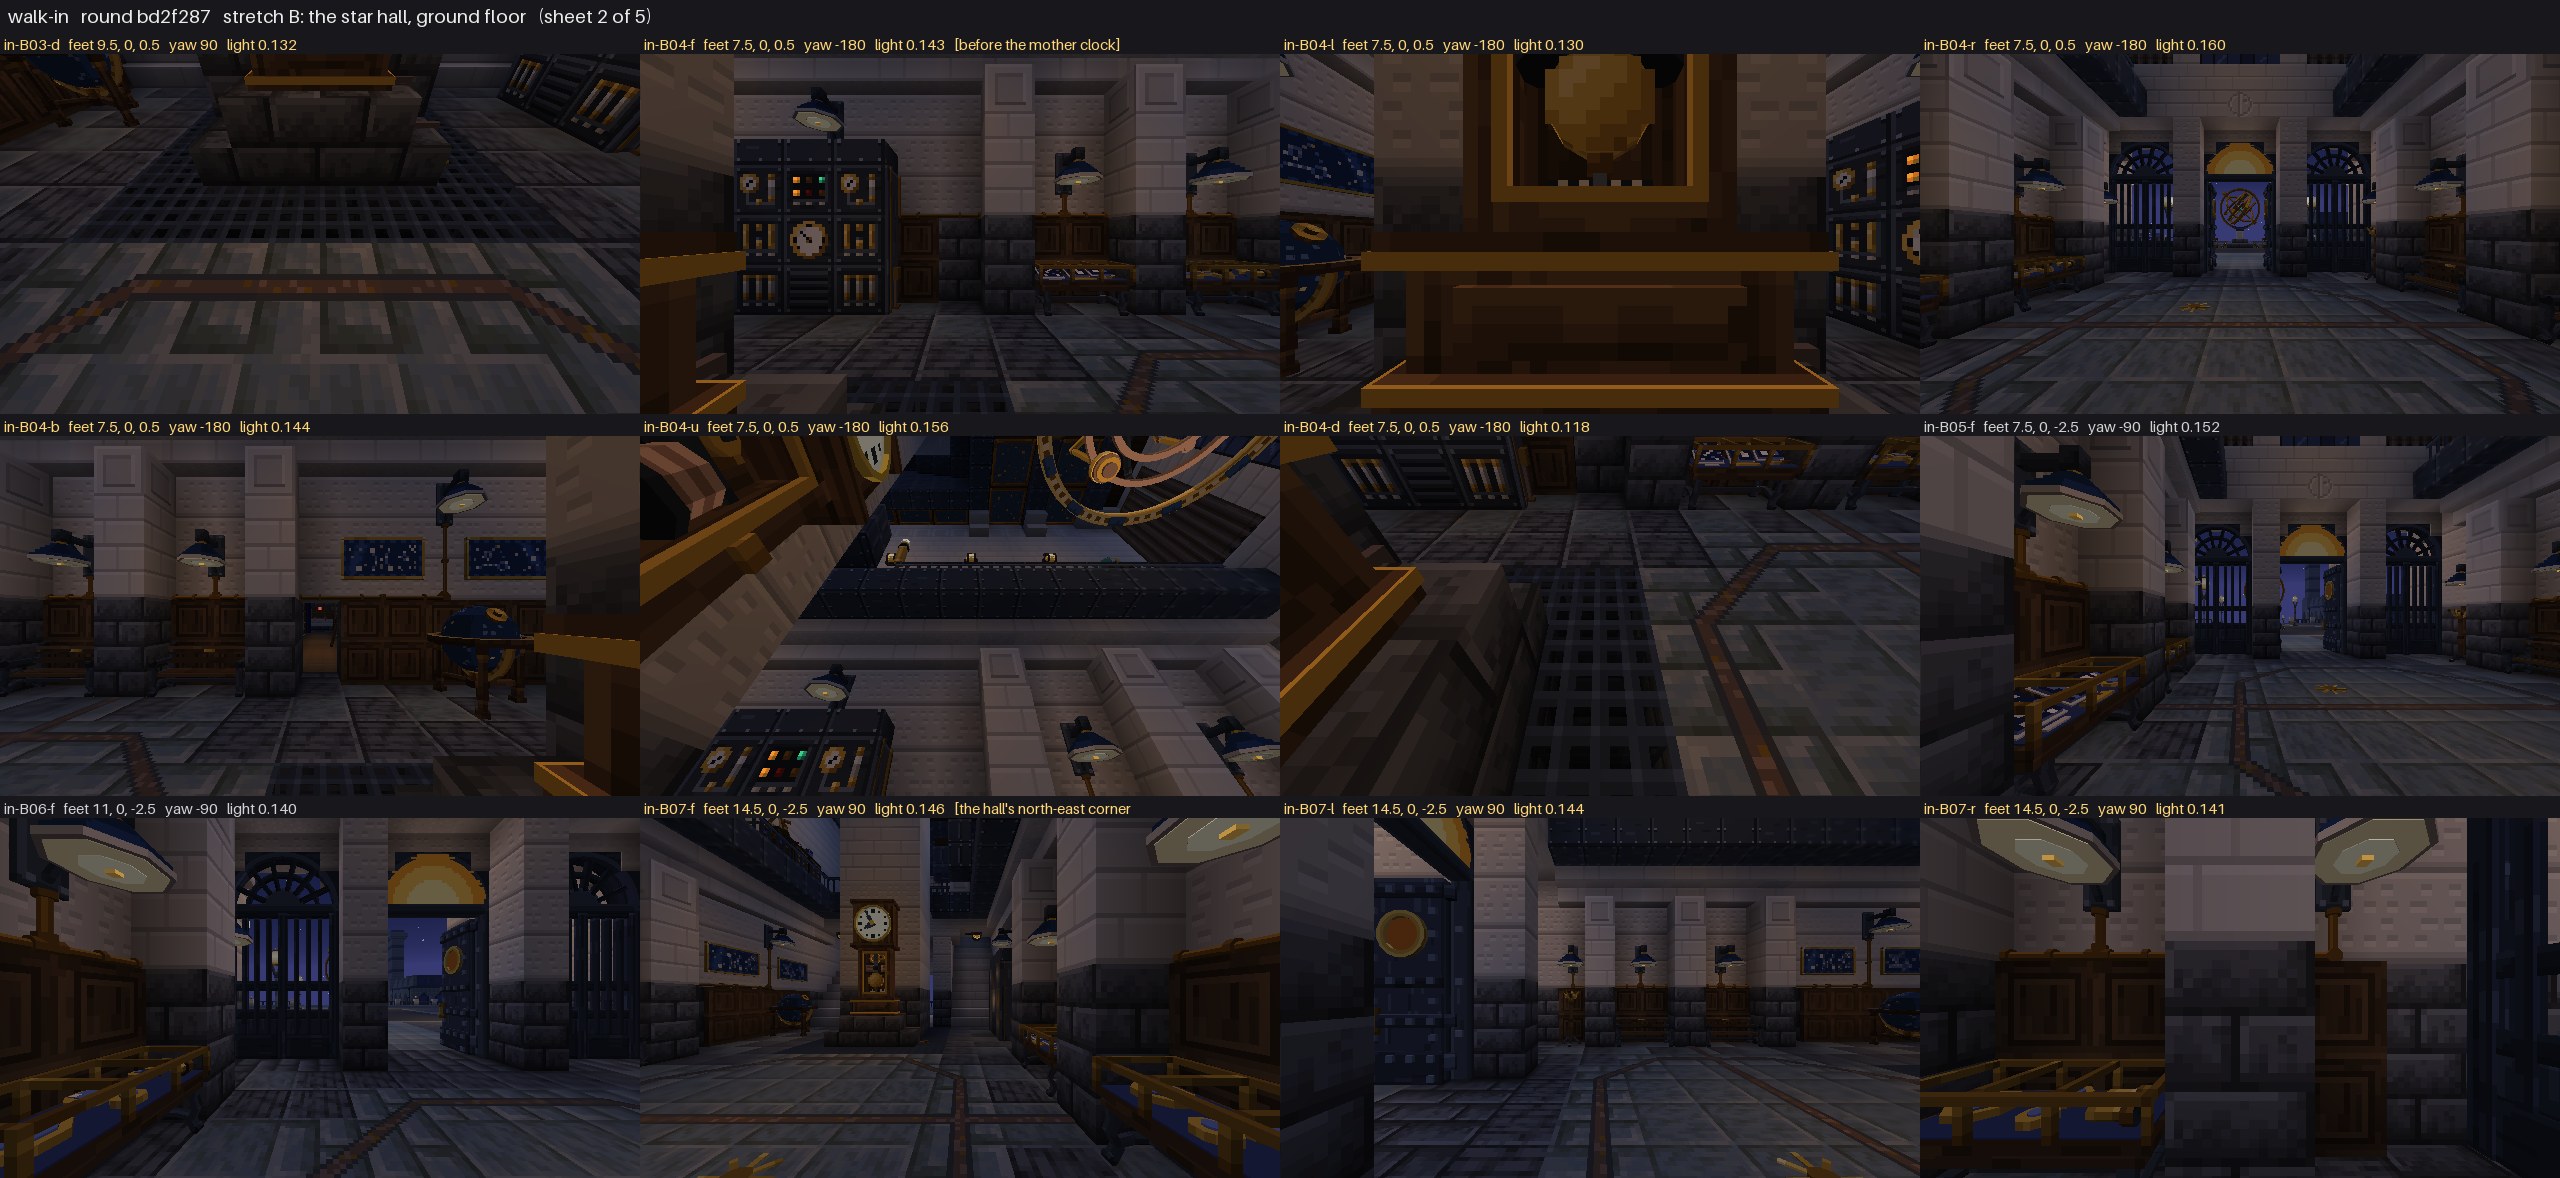 walk-in round bd2f287 stretch B: the star hall, ground floor (sheet 2 of 5)
in-B03-d feet 9.5, 0, 0.5 yaw 90 light 0.132
in-B04-f feet 7.5, 0, 0.5 yaw -180 light 0.143 [before the mother clock]
in-B04-l feet 7.5, 0, 0.5 yaw -180 light 0.130
in-B04-r feet 7.5, 0, 0.5 yaw -180 light 0.160
in-B04-b feet 7.5, 0, 0.5 yaw -180 light 0.144
in-B04-u feet 7.5, 0, 0.5 yaw -180 light 0.156
in-B04-d feet 7.5, 0, 0.5 yaw -180 light 0.118
in-B05-f feet 7.5, 0, -2.5 yaw -90 light 0.152
in-B06-f feet 11, 0, -2.5 yaw -90 light 0.140
in-B07-f feet 14.5, 0, -2.5 yaw 90 light 0.146 [the hall's north-east corner
in-B07-l feet 14.5, 0, -2.5 yaw 90 light 0.144
in-B07-r feet 14.5, 0, -2.5 yaw 90 light 0.141